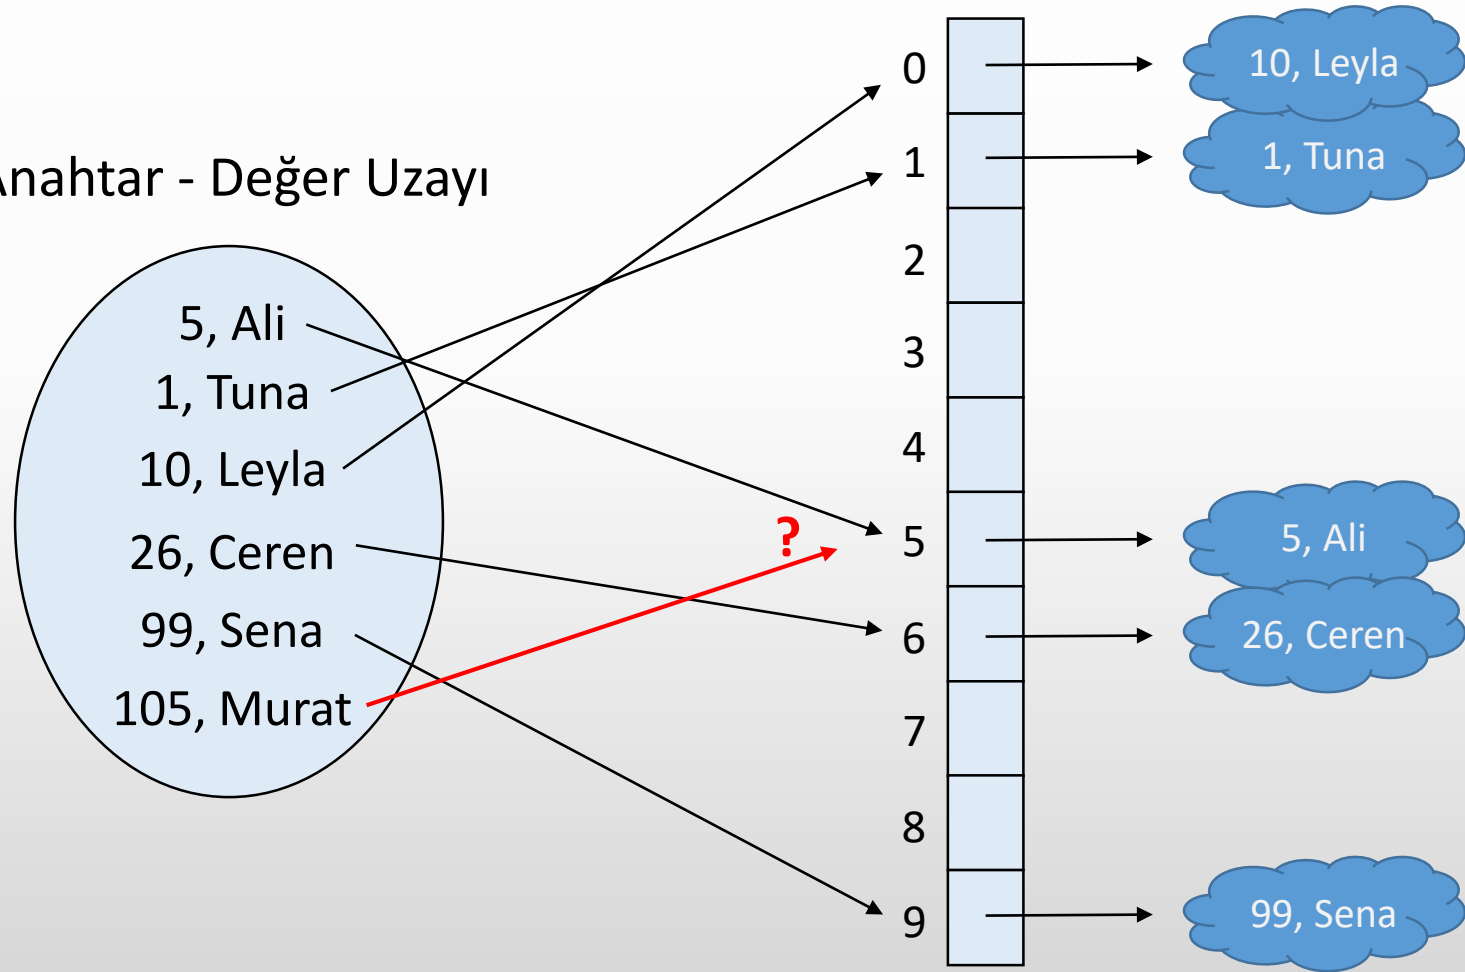 Anahtar - Değer Uzayı
5, Ali
1, Tuna
10, Leyla
26, Ceren
99, Sena
105, Murat
?
0
1
2
3
4
5
6
7
8
9
10, Leyla
1, Tuna
5, Ali
26, Ceren
99, Sena